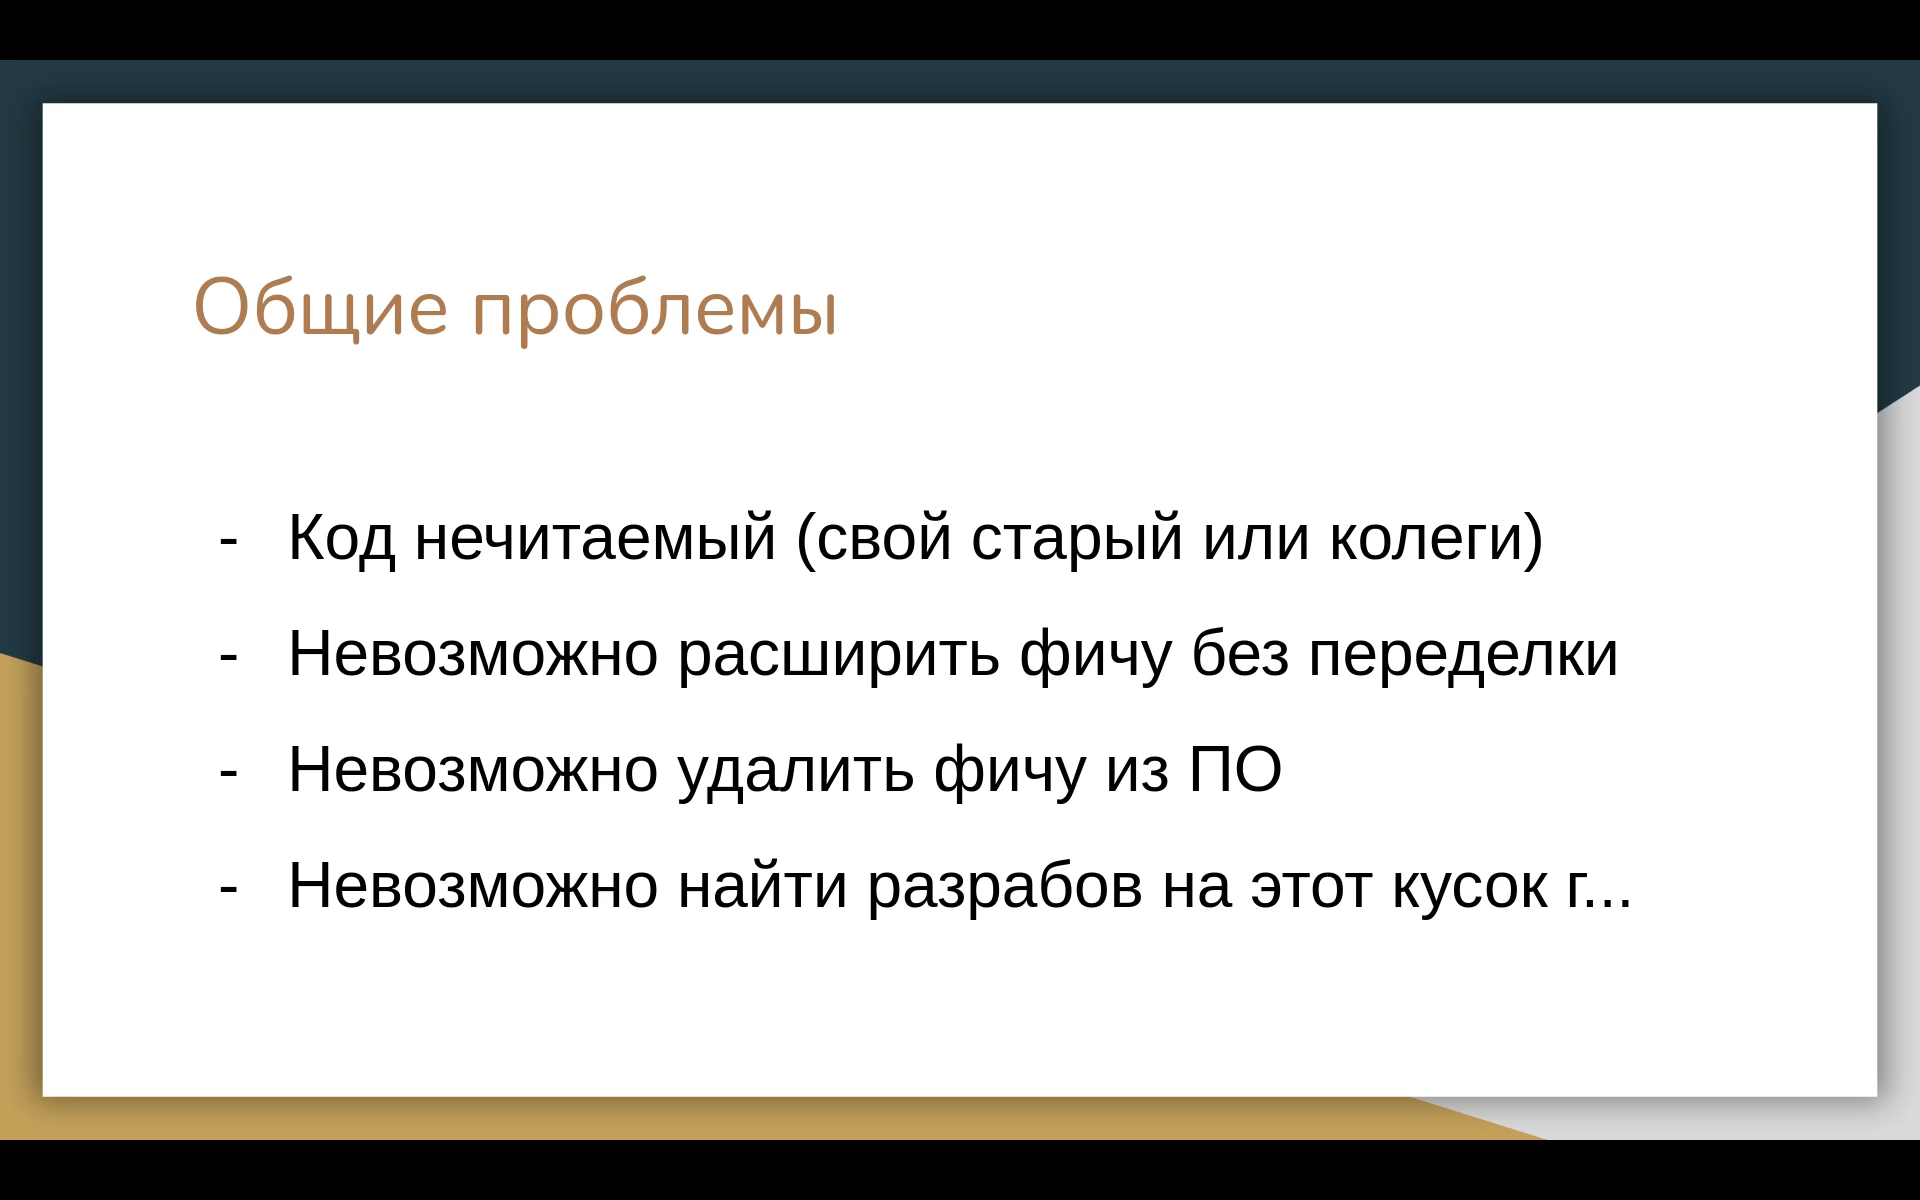 Общие проблемы
- Код нечитаемый (свой старый или колеги)
- Невозможно расширить фичу без переделки
- Невозможно удалить фичу из ПО
- Невозможно найти разрабов на этот кусок г...